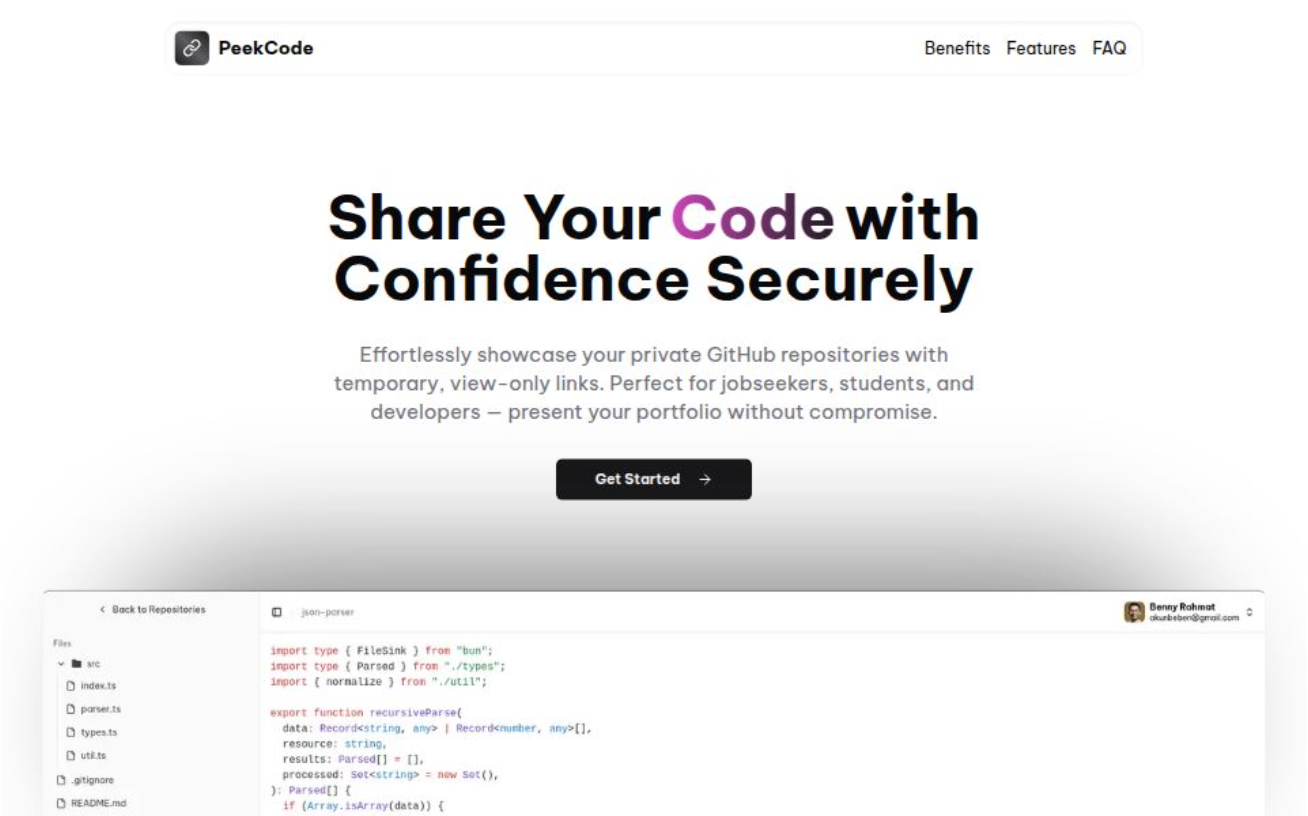 PeekCode
Benefits Features FAQ
Share Your Code with
Confidence Securely
Effortlessly showcase your private GitHub repositories with
temporary, view-only links. Perfect for jobseekers, students, and
developers — present your portfolio without compromise.
Get Started →
< Back to Repositories
json-parser
Benny Rahmat
akunbeben@gmail.com
Files
src
index.ts
parser.ts
types.ts
util.ts
.gitignore
README.md
import type { FileSink } from "bun";
import type { Parsed } from "./types";
import { normalize } from "./util";
export function recursiveParse(
data: Record<string, any> | Record<number, any>[],
resource: string,
results: Parsed[] = [],
processed: Set<string> = new Set(),
): Parsed[] {
if (Array.isArray(data)) {